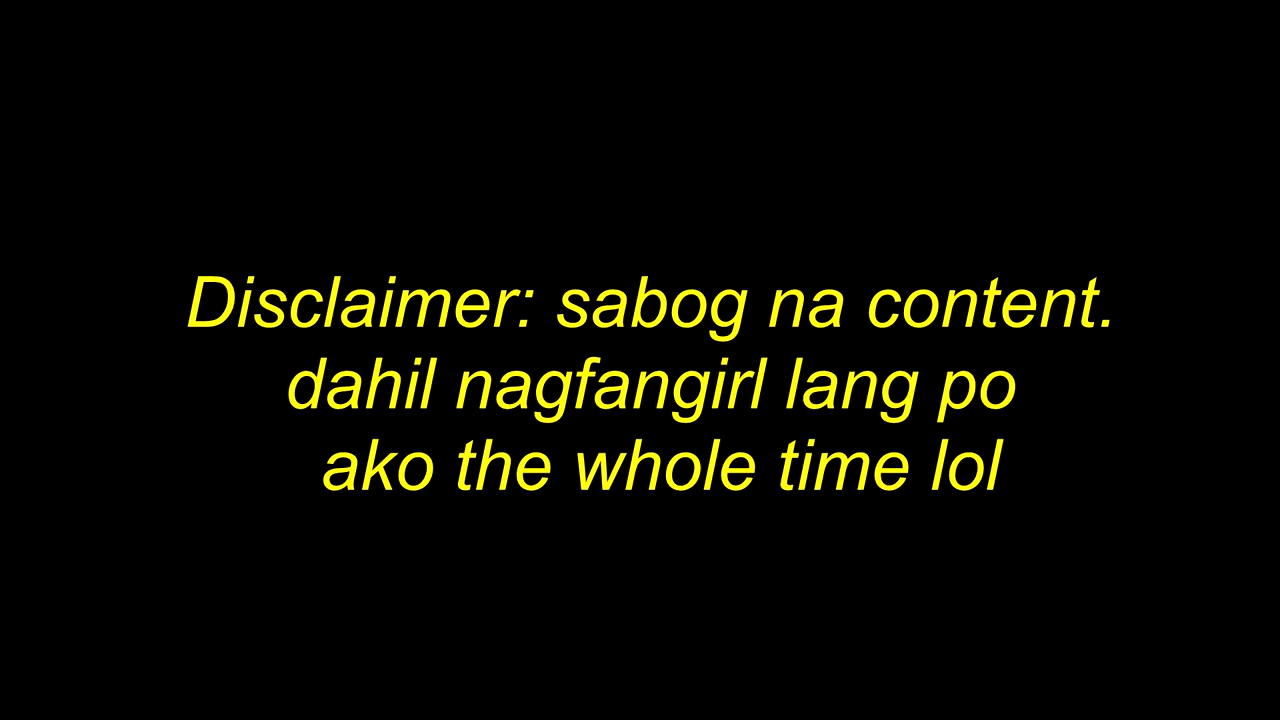 Disclaimer: sabog na content.
dahil nagfangirl lang po
ako the whole time lol